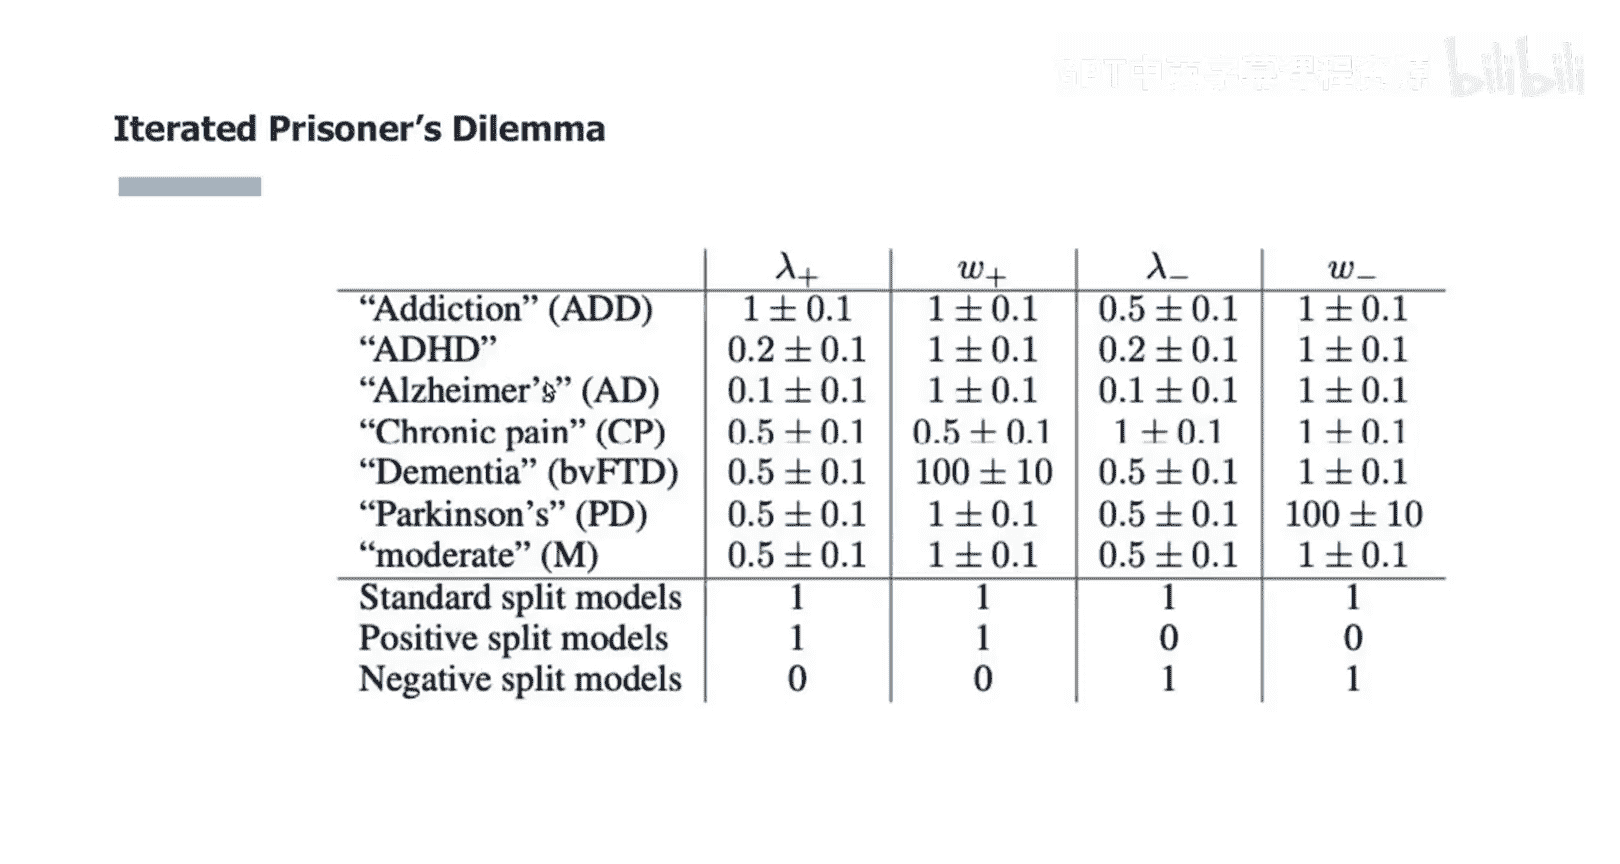 bilibili
Iterated Prisoner's Dilemma
λ₊ w₊ λ₋ w₋
“Addiction” (ADD) 1 ± 0.1 1 ± 0.1 0.5 ± 0.1 1 ± 0.1
“ADHD” 0.2 ± 0.1 1 ± 0.1 0.2 ± 0.1 1 ± 0.1
“Alzheimer’s” (AD) 0.1 ± 0.1 1 ± 0.1 0.1 ± 0.1 1 ± 0.1
“Chronic pain” (CP) 0.5 ± 0.1 0.5 ± 0.1 1 ± 0.1 1 ± 0.1
“Dementia” (bvFTD) 0.5 ± 0.1 100 ± 10 0.5 ± 0.1 1 ± 0.1
“Parkinson’s” (PD) 0.5 ± 0.1 1 ± 0.1 0.5 ± 0.1 100 ± 10
“moderate” (M) 0.5 ± 0.1 1 ± 0.1 0.5 ± 0.1 1 ± 0.1
Standard split models 1 1 1 1
Positive split models 1 1 0 0
Negative split models 0 0 1 1